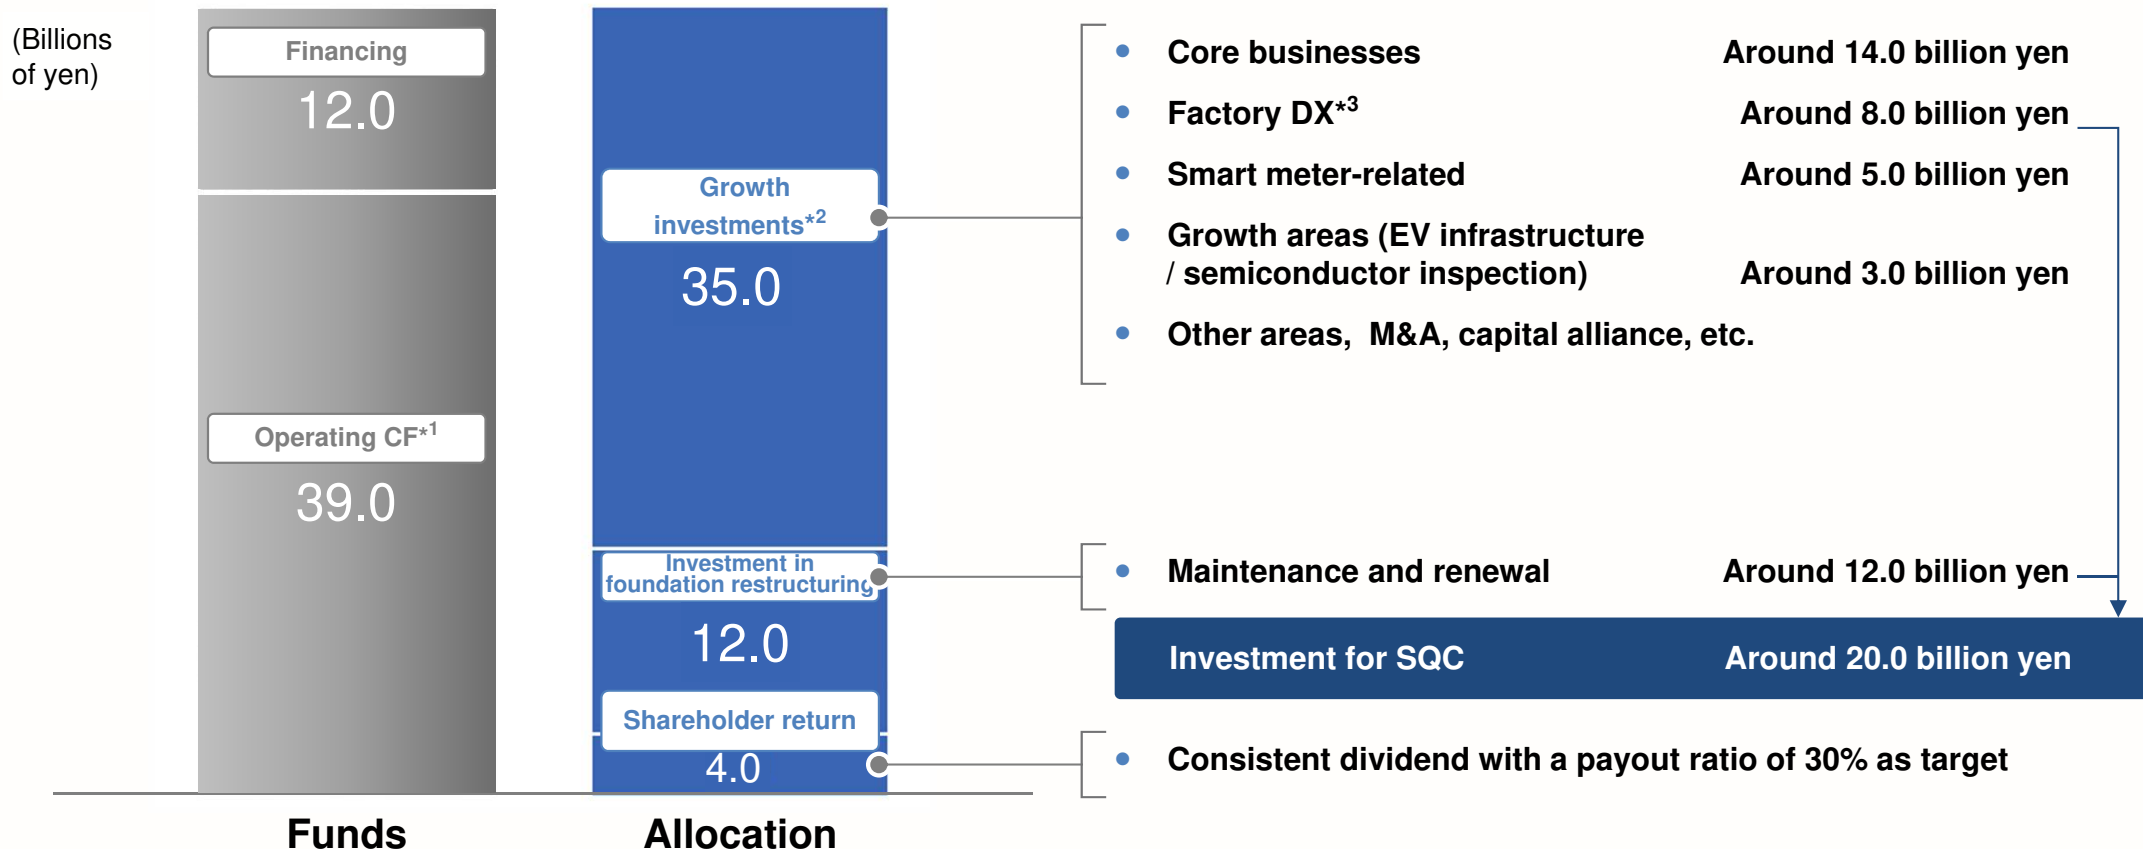 (Billions
of yen)
Financing
12.0
Operating CF*1
39.0
Funds
Growth
investments*2
35.0
Investment in
foundation restructuring
12.0
Shareholder return
4.0
Allocation
• Core businesses Around 14.0 billion yen
• Factory DX*3 Around 8.0 billion yen
• Smart meter-related Around 5.0 billion yen
• Growth areas (EV infrastructure
/ semiconductor inspection) Around 3.0 billion yen
• Other areas, M&A, capital alliance, etc.
• Maintenance and renewal Around 12.0 billion yen
Investment for SQC Around 20.0 billion yen
• Consistent dividend with a payout ratio of 30% as target